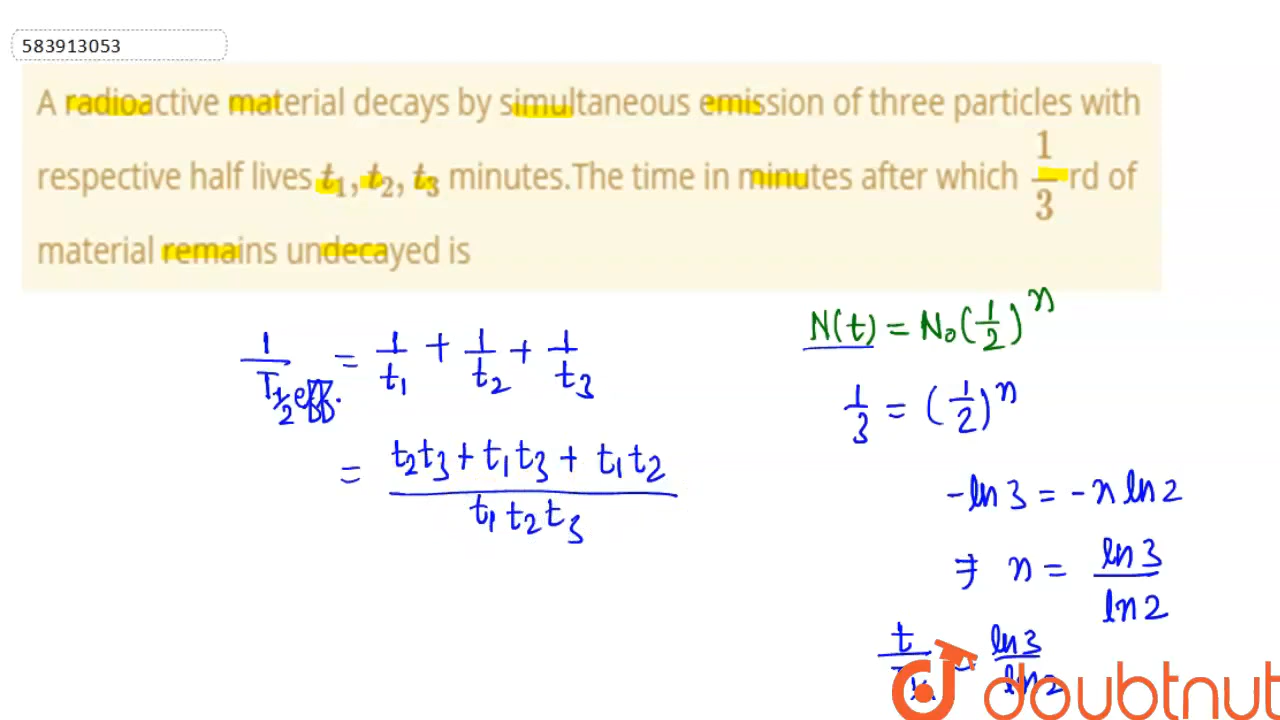 583913053
A radioactive material decays by simultaneous emission of three particles with
respective half lives t₁, t₂, t₃ minutes.The time in minutes after which 1/3 rd of
material remains undecayed is
N(t) = N₀(1/2)ⁿ
1/T½eff. = 1/t₁ + 1/t₂ + 1/t₃
1/3 = (1/2)ⁿ
= (t₂t₃ + t₁t₃ + t₁t₂)/(t₁t₂t₃)
-ln3 = -n ln2
⇒ n = ln3/ln2
t/ = ln3/ln2
doubtnut